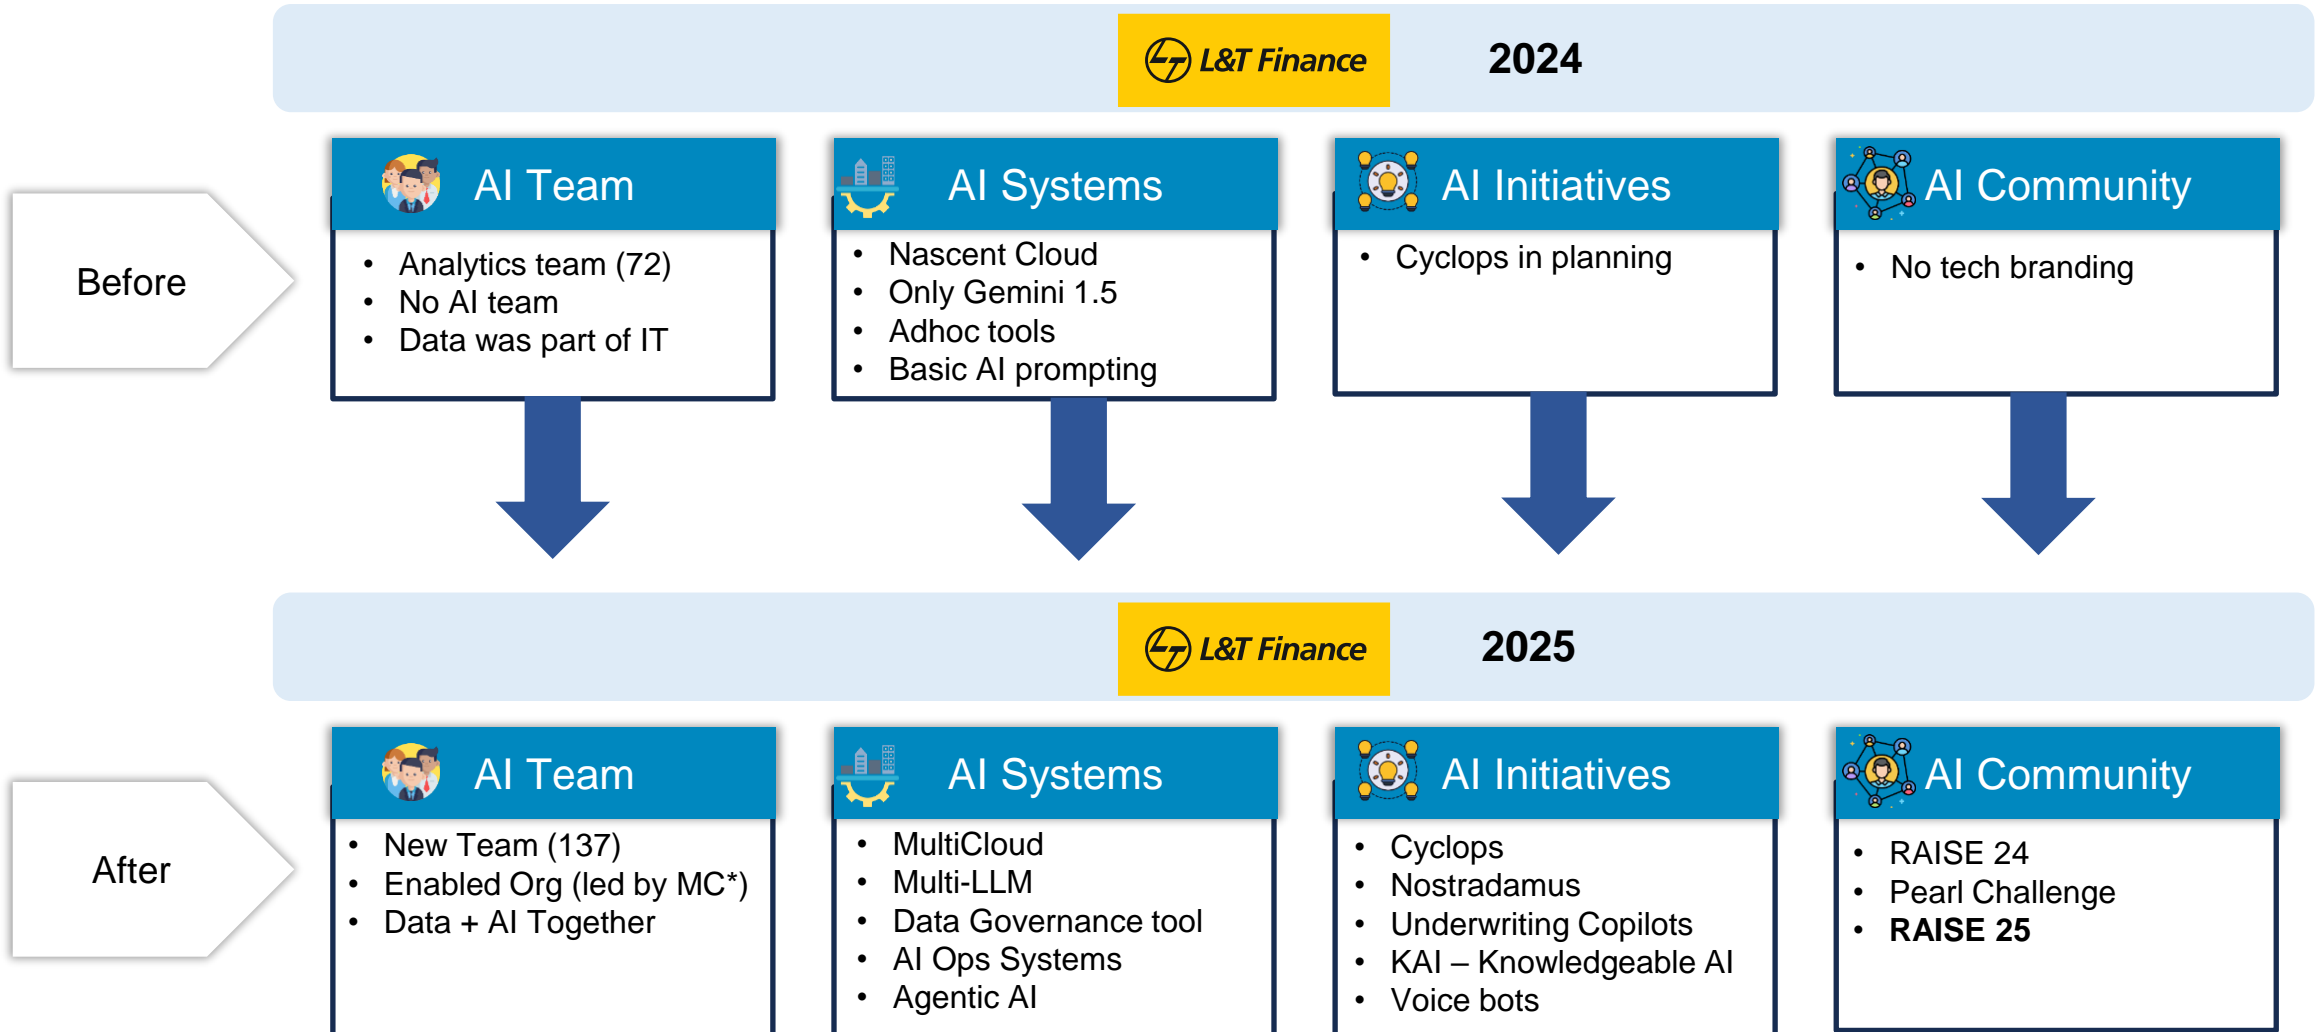 L&T Finance 2024
AI Team
AI Systems
AI Initiatives
AI Community
Before
• Analytics team (72)
• No AI team
• Data was part of IT
• Nascent Cloud
• Only Gemini 1.5
• Adhoc tools
• Basic AI prompting
• Cyclops in planning
• No tech branding
L&T Finance 2025
AI Team
AI Systems
AI Initiatives
AI Community
After
• New Team (137)
• Enabled Org (led by MC*)
• Data + AI Together
• MultiCloud
• Multi-LLM
• Data Governance tool
• AI Ops Systems
• Agentic AI
• Cyclops
• Nostradamus
• Underwriting Copilots
• KAI – Knowledgeable AI
• Voice bots
• RAISE 24
• Pearl Challenge
• RAISE 25